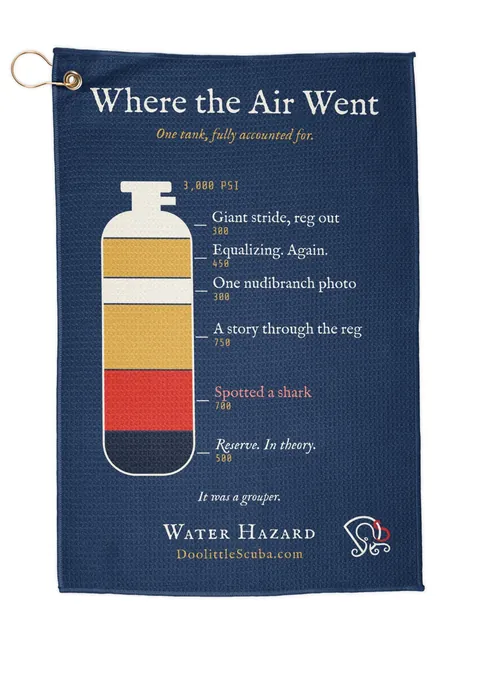 Where the Air Went
One tank, fully accounted for.
3,000 PSI
Giant stride, reg out
300
Equalizing. Again.
450
One nudibranch photo
300
A story through the reg
750
Spotted a shark
700
Reserve. In theory.
500
It was a grouper.
Water Hazard
DoolittleScuba.com